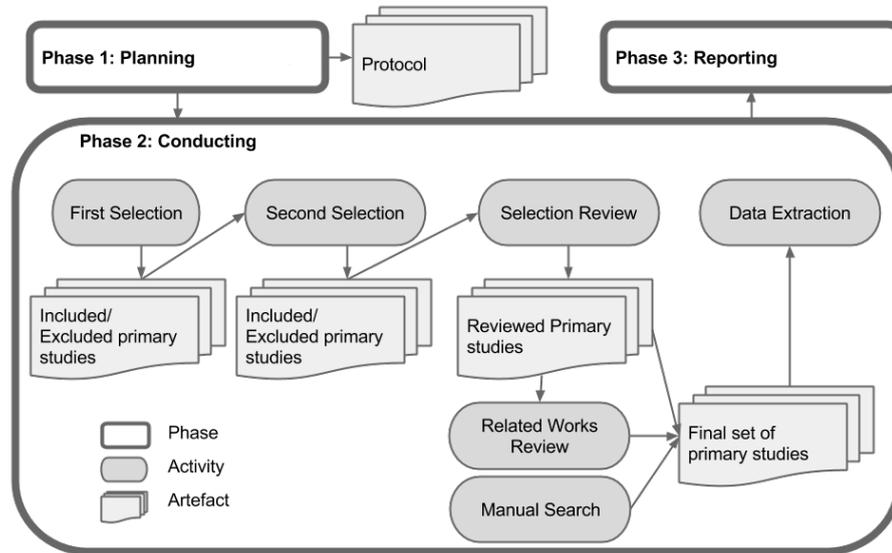 Phase 1: Planning
Protocol
Phase 3: Reporting
Phase 2: Conducting
First Selection
Second Selection
Selection Review
Data Extraction
Included/
Excluded primary
studies
Included/
Excluded primary
studies
Reviewed Primary
studies
Related Works
Review
Final set of
primary studies
Manual Search
Phase
Activity
Artefact